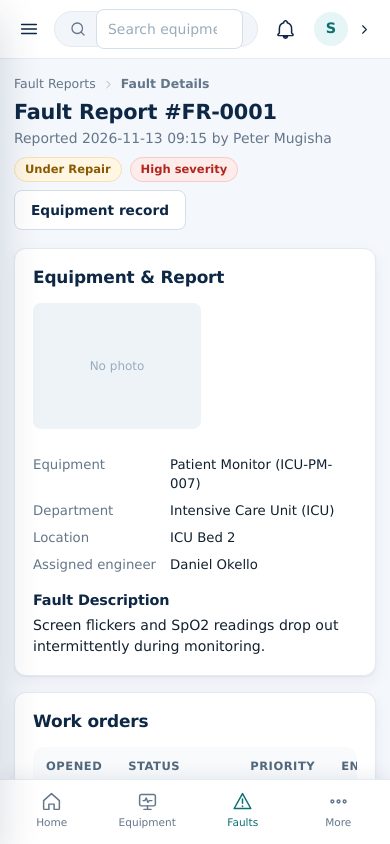 Search equipme
S
Fault Reports > Fault Details
Fault Report #FR-0001
Reported 2026-11-13 09:15 by Peter Mugisha
Under Repair High severity
Equipment record
Equipment & Report
No photo
Equipment Patient Monitor (ICU-PM-
007)
Department Intensive Care Unit (ICU)
Location ICU Bed 2
Assigned engineer Daniel Okello
Fault Description
Screen flickers and SpO2 readings drop out
intermittently during monitoring.
Work orders
OPENED STATUS PRIORITY EN
Home Equipment Faults More